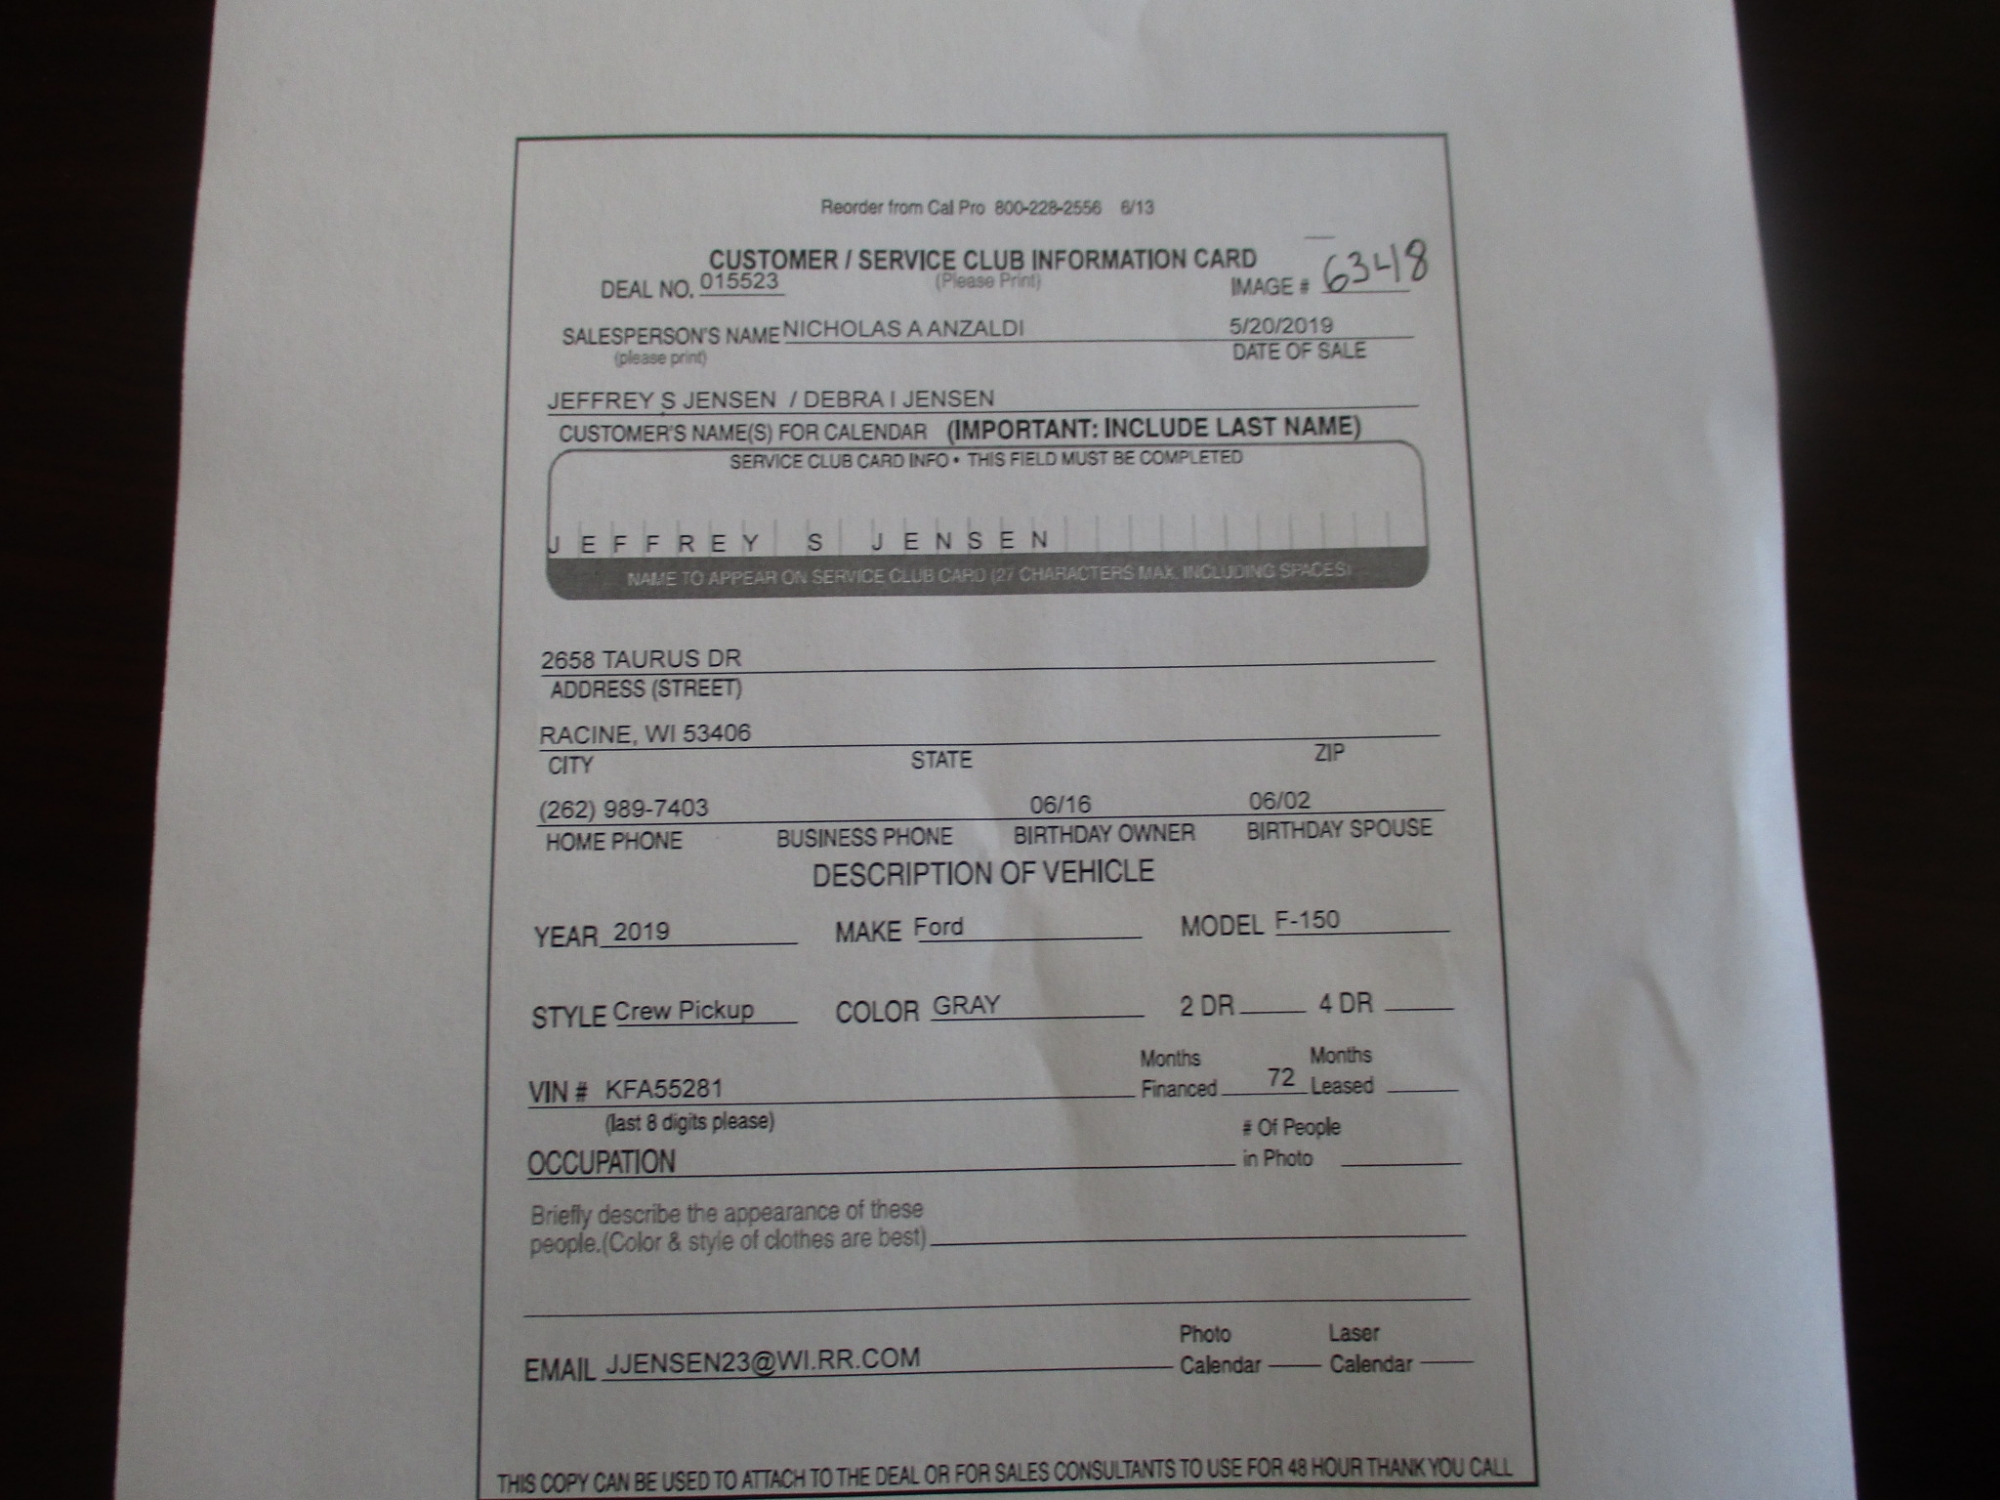 Reorder from Cal Pro 800-228-2556 6/13
CUSTOMER / SERVICE CLUB INFORMATION CARD
DEAL NO. 015523 (Please Print) IMAGE # 6348
SALESPERSON'S NAME NICHOLAS A ANZALDI 5/20/2019
(please print) DATE OF SALE
JEFFREY S JENSEN / DEBRA I JENSEN
CUSTOMER'S NAME(S) FOR CALENDAR (IMPORTANT: INCLUDE LAST NAME)
SERVICE CLUB CARD INFO • THIS FIELD MUST BE COMPLETED
J E F F R E Y S J E N S E N
NAME TO APPEAR ON SERVICE CLUB CARD (27 CHARACTERS MAX. INCLUDING SPACES)
2658 TAURUS DR
ADDRESS (STREET)
RACINE, WI 53406
CITY STATE ZIP
(262) 989-7403 06/16 06/02
HOME PHONE BUSINESS PHONE BIRTHDAY OWNER BIRTHDAY SPOUSE
DESCRIPTION OF VEHICLE
YEAR 2019 MAKE Ford MODEL F-150
STYLE Crew Pickup COLOR GRAY 2 DR 4 DR
Months Months
VIN # KFA55281 Financed 72 Leased
(last 8 digits please) # Of People
OCCUPATION in Photo
Briefly describe the appearance of these
people.(Color & style of clothes are best)
Photo Laser
EMAIL JJENSEN23@WI.RR.COM Calendar Calendar
THIS COPY CAN BE USED TO ATTACH TO THE DEAL OR FOR SALES CONSULTANTS TO USE FOR 48 HOUR THANK YOU CALL